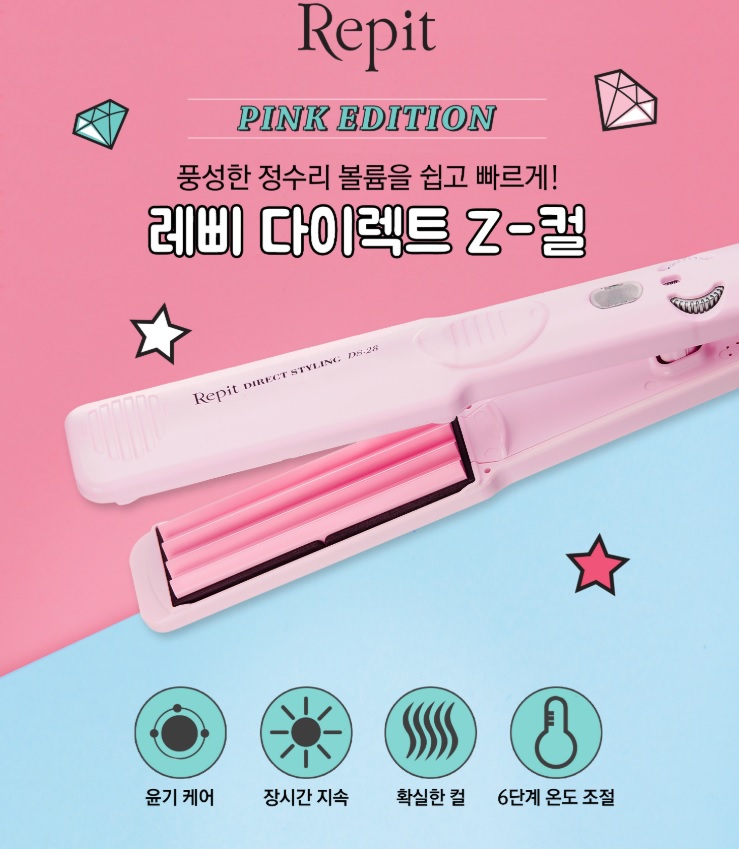 Repit
PINK EDITION
풍성한 정수리 볼륨을 쉽고 빠르게!
레삐 다이렉트 Z-컬
Repit DIRECT STYLING DS-28
윤기 케어
장시간 지속
확실한 컬
6단계 온도 조절